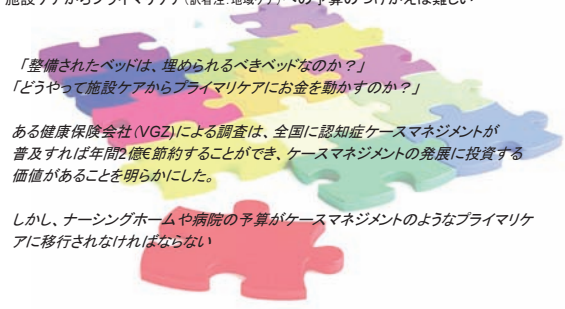 施設ケアからプライマリケア(訳者注:地域ケア)への予算のつけかえは難しい
「整備されたベッドは、埋められるべきベッドなのか?」
「どうやって施設ケアからプライマリケアにお金を動かすのか?」
ある健康保険会社(VGZ)による調査は、全国に認知症ケースマネジメントが
普及すれば年間2億€節約することができ、ケースマネジメントの発展に投資する
価値があることを明らかにした。
しかし、ナーシングホームや病院の予算がケースマネジメントのようなプライマリケ
アに移行されなければならない